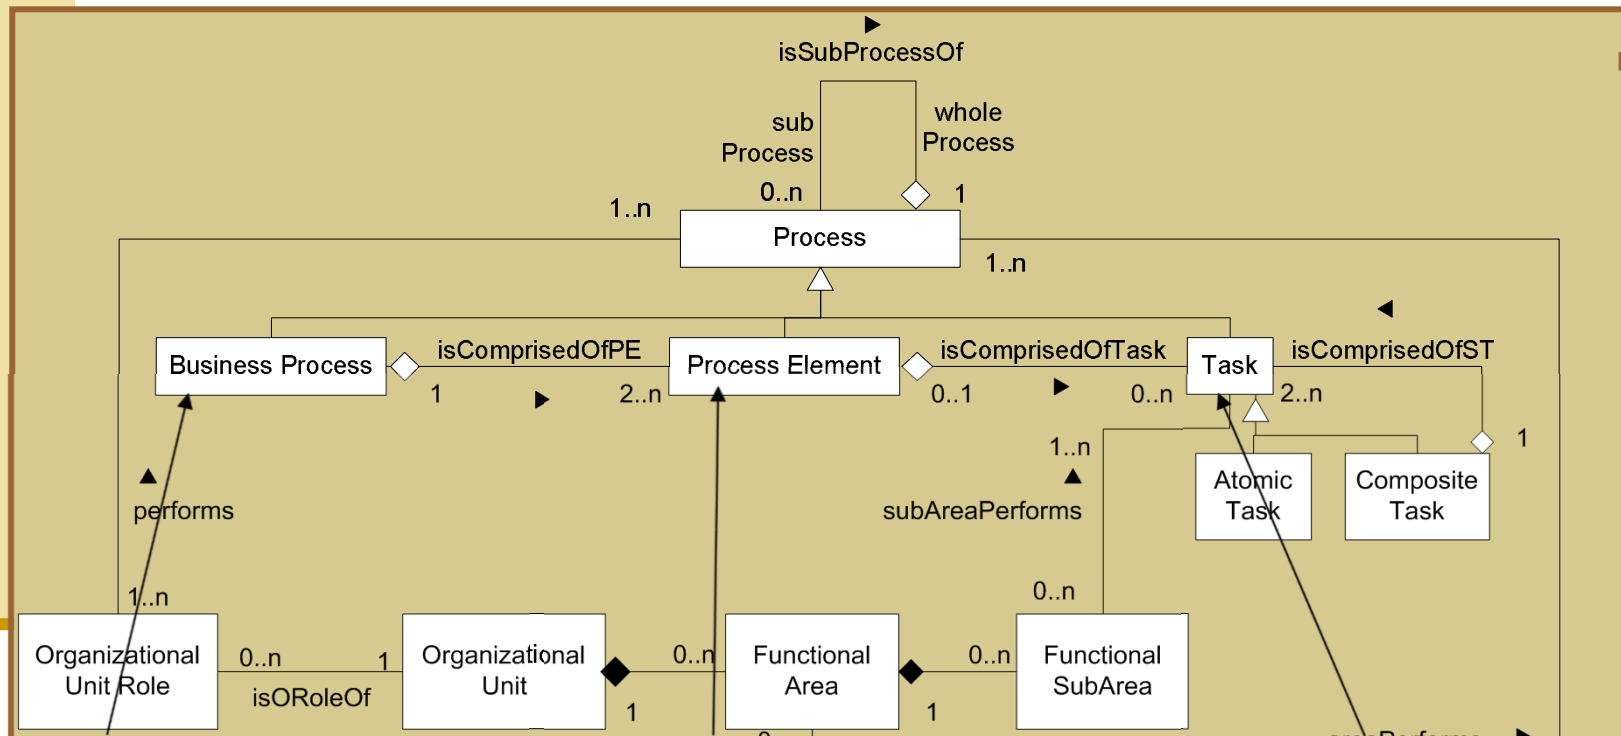 isSubProcessOf
sub
Process
whole
Process
0..n
1
1..n
Process
1..n
Business Process
isComprisedOfPE
1
2..n
Process Element
isComprisedOfTask
0..1
0..n
Task
isComprisedOfST
2..n
1
1..n
performs
subAreaPerforms
Atomic
Task
Composite
Task
1..n
0..n
Organizational
Unit Role
0..n
1
isORoleOf
Organizational
Unit
0..n
1
Functional
Area
0..n
1
Functional
SubArea
areaPerforms